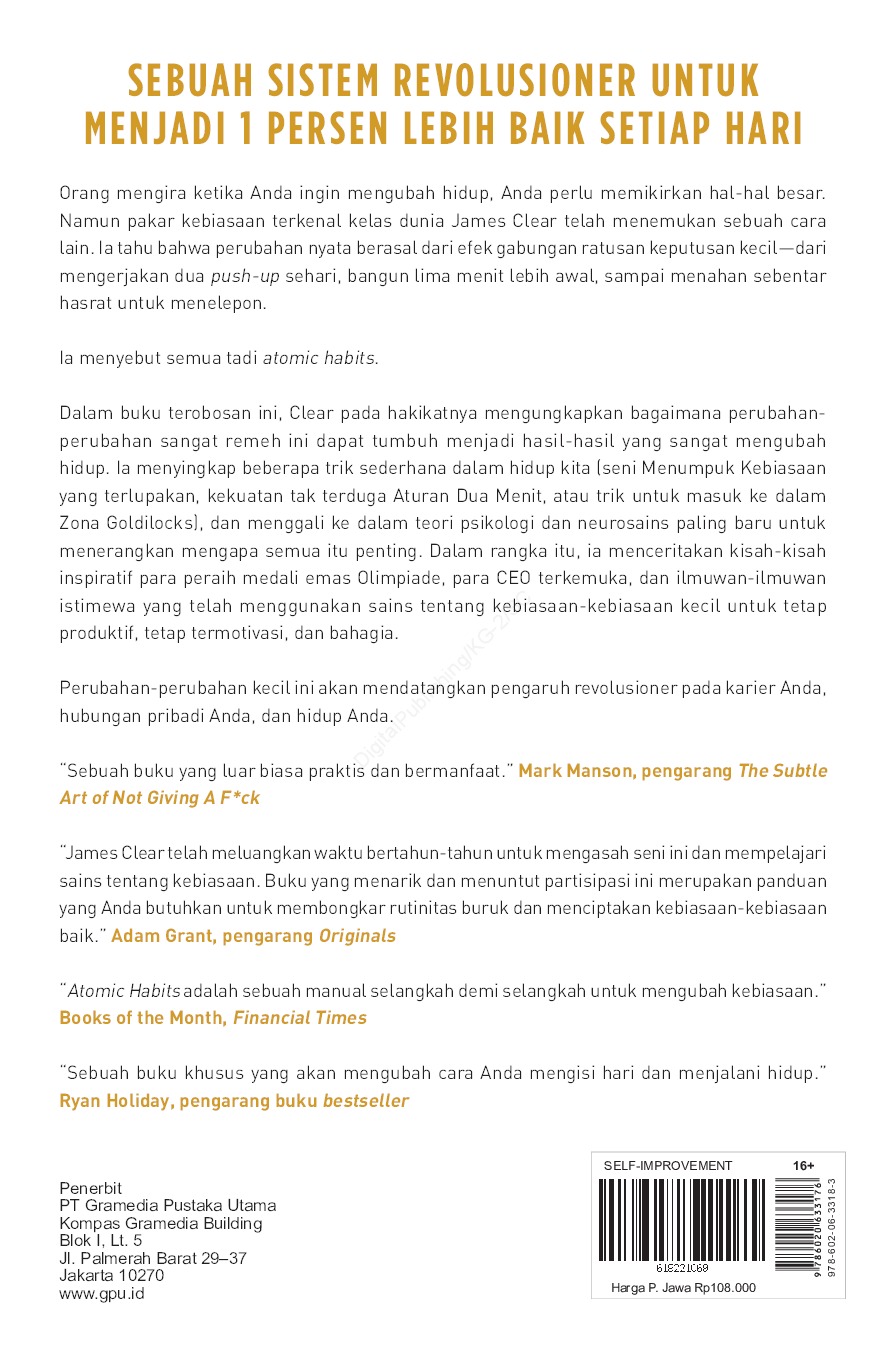 SEBUAH SISTEM REVOLUSIONER UNTUK
MENJADI 1 PERSEN LEBIH BAIK SETIAP HARI
Orang mengira ketika Anda ingin mengubah hidup, Anda perlu memikirkan hal-hal besar.
Namun pakar kebiasaan terkenal kelas dunia James Clear telah menemukan sebuah cara
lain. Ia tahu bahwa perubahan nyata berasal dari efek gabungan ratusan keputusan kecil—dari
mengerjakan dua push-up sehari, bangun lima menit lebih awal, sampai menahan sebentar
hasrat untuk menelepon.
Ia menyebut semua tadi atomic habits.
Dalam buku terobosan ini, Clear pada hakikatnya mengungkapkan bagaimana perubahan-
perubahan sangat remeh ini dapat tumbuh menjadi hasil-hasil yang sangat mengubah
hidup. Ia menyingkap beberapa trik sederhana dalam hidup kita (seni Menumpuk Kebiasaan
yang terlupakan, kekuatan tak terduga Aturan Dua Menit, atau trik untuk masuk ke dalam
Zona Goldilocks), dan menggali ke dalam teori psikologi dan neurosains paling baru untuk
menerangkan mengapa semua itu penting. Dalam rangka itu, ia menceritakan kisah-kisah
inspiratif para peraih medali emas Olimpiade, para CEO terkemuka, dan ilmuwan-ilmuwan
istimewa yang telah menggunakan sains tentang kebiasaan-kebiasaan kecil untuk tetap
produktif, tetap termotivasi, dan bahagia.
Perubahan-perubahan kecil ini akan mendatangkan pengaruh revolusioner pada karier Anda,
hubungan pribadi Anda, dan hidup Anda.
“Sebuah buku yang luar biasa praktis dan bermanfaat.” Mark Manson, pengarang The Subtle
Art of Not Giving A F*ck
“James Clear telah meluangkan waktu bertahun-tahun untuk mengasah seni ini dan mempelajari
sains tentang kebiasaan. Buku yang menarik dan menuntut partisipasi ini merupakan panduan
yang Anda butuhkan untuk membongkar rutinitas buruk dan menciptakan kebiasaan-kebiasaan
baik.” Adam Grant, pengarang Originals
“Atomic Habits adalah sebuah manual selangkah demi selangkah untuk mengubah kebiasaan.”
Books of the Month, Financial Times
“Sebuah buku khusus yang akan mengubah cara Anda mengisi hari dan menjalani hidup.”
Ryan Holiday, pengarang buku bestseller
Penerbit
PT Gramedia Pustaka Utama
Kompas Gramedia Building
Blok I, Lt. 5
Jl. Palmerah Barat 29–37
Jakarta 10270
www.gpu.id
SELF-IMPROVEMENT 16+
618221069
Harga P. Jawa Rp108.000
9 786020 633176
978-602-06-3318-3
DigitalPublishing/KG-2/